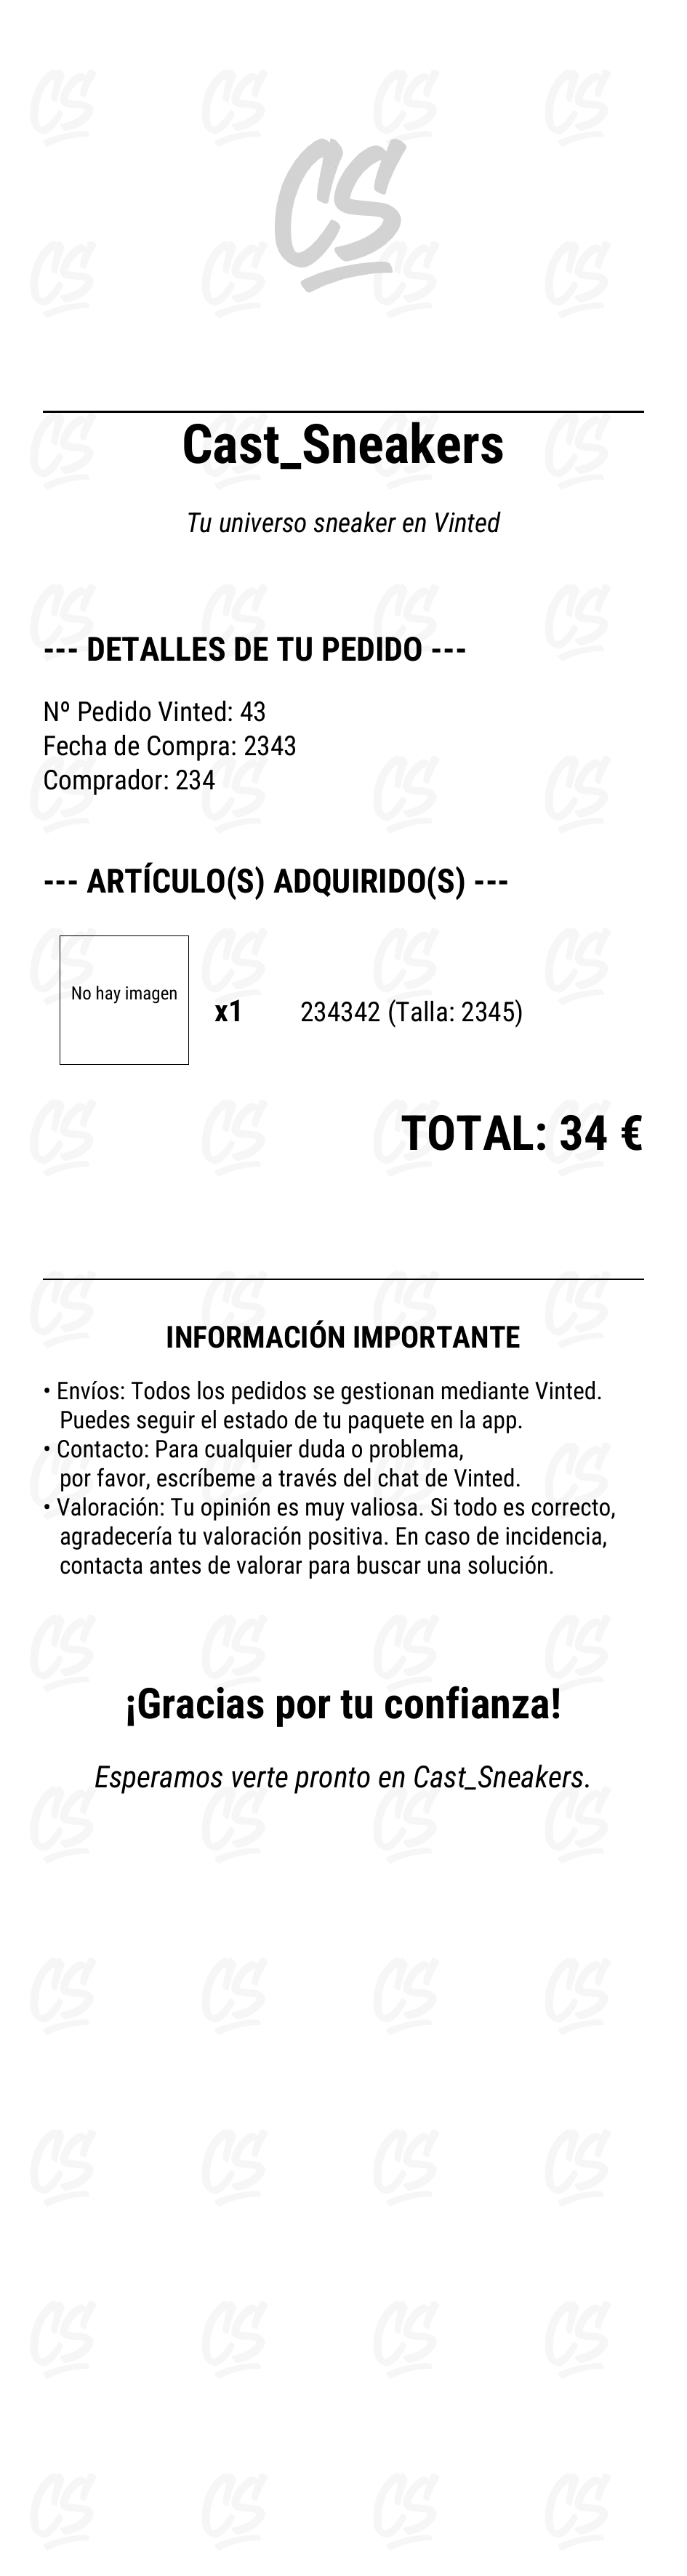 CS
Cast_Sneakers
Tu universo sneaker en Vinted
--- DETALLES DE TU PEDIDO ---
Nº Pedido Vinted: 43
Fecha de Compra: 2343
Comprador: 234
--- ARTÍCULO(S) ADQUIRIDO(S) ---
No hay imagen
x1 234342 (Talla: 2345)
TOTAL: 34 €
INFORMACIÓN IMPORTANTE
• Envíos: Todos los pedidos se gestionan mediante Vinted.
Puedes seguir el estado de tu paquete en la app.
• Contacto: Para cualquier duda o problema,
por favor, escríbeme a través del chat de Vinted.
• Valoración: Tu opinión es muy valiosa. Si todo es correcto,
agradecería tu valoración positiva. En caso de incidencia,
contacta antes de valorar para buscar una solución.
¡Gracias por tu confianza!
Esperamos verte pronto en Cast_Sneakers.